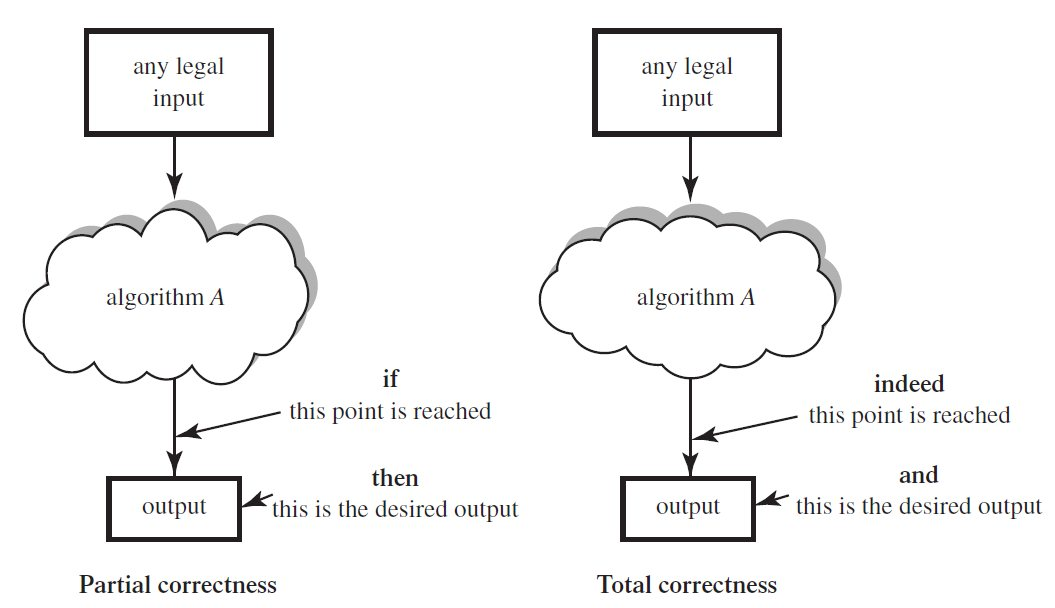 any legal
input
algorithm A
if
this point is reached
then
this is the desired output
output
Partial correctness
any legal
input
algorithm A
indeed
this point is reached
and
this is the desired output
output
Total correctness